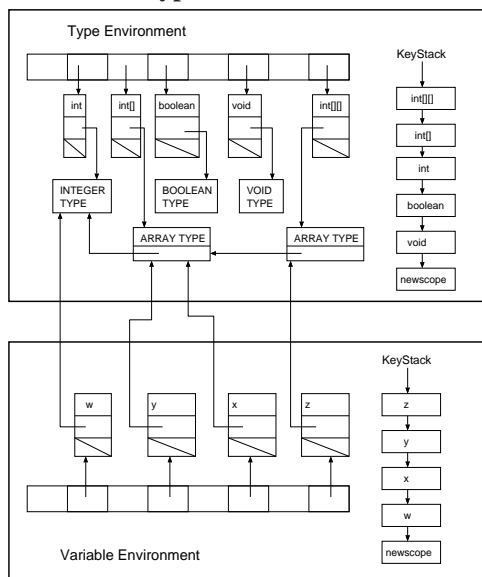 Type Environment
KeyStack
int
int[]
boolean
void
int[][]
int[][]
int[]
int
boolean
void
newscope
INTEGER
TYPE
BOOLEAN
TYPE
VOID
TYPE
ARRAY TYPE
ARRAY TYPE
KeyStack
w
y
x
z
z
y
x
w
newscope
Variable Environment